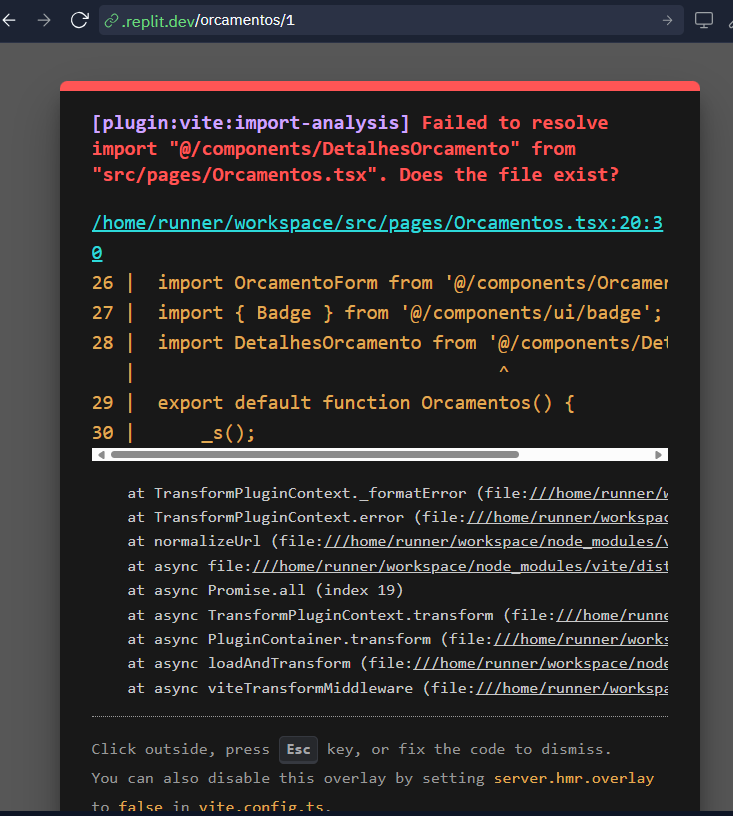 .replit.dev/orcamentos/1
[plugin:vite:import-analysis] Failed to resolve
import "@/components/DetalhesOrcamento" from
"src/pages/Orcamentos.tsx". Does the file exist?
/home/runner/workspace/src/pages/Orcamentos.tsx:20:3
0
26 |  import OrcamentoForm from '@/components/Orcamen
27 |  import { Badge } from '@/components/ui/badge';
28 |  import DetalhesOrcamento from '@/components/Det
|                                 ^
29 |  export default function Orcamentos() {
30 |      _s();
at TransformPluginContext._formatError (file:///home/runner/w
at TransformPluginContext.error (file:///home/runner/workspac
at normalizeUrl (file:///home/runner/workspace/node_modules/v
at async file:///home/runner/workspace/node_modules/vite/dist
at async Promise.all (index 19)
at async TransformPluginContext.transform (file:///home/runne
at async PluginContainer.transform (file:///home/runner/works
at async loadAndTransform (file:///home/runner/workspace/node
at async viteTransformMiddleware (file:///home/runner/workspa
Click outside, press Esc key, or fix the code to dismiss.
You can also disable this overlay by setting server.hmr.overlay
to false in vite.config.ts.